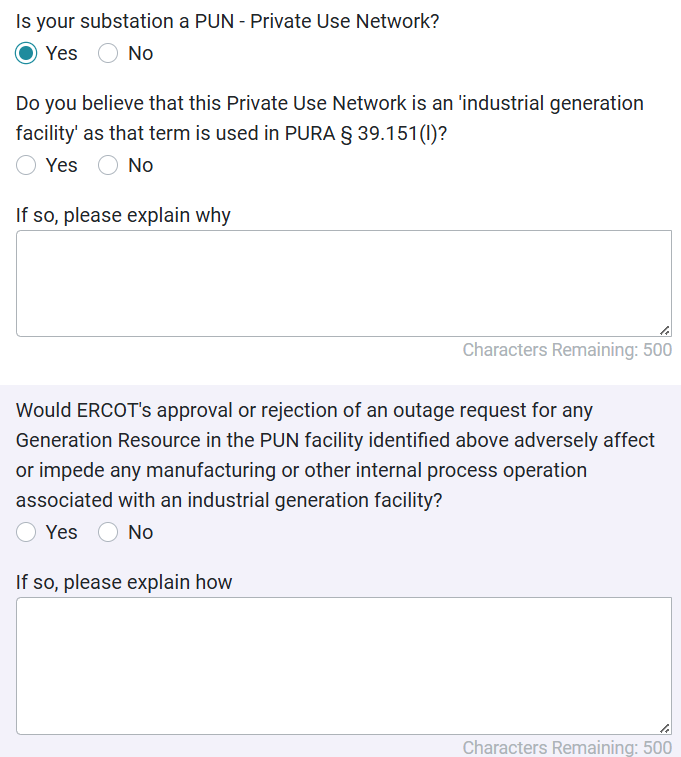 Is your substation a PUN - Private Use Network?
Yes No
Do you believe that this Private Use Network is an 'industrial generation
facility' as that term is used in PURA § 39.151(l)?
Yes No
If so, please explain why
Characters Remaining: 500
Would ERCOT's approval or rejection of an outage request for any
Generation Resource in the PUN facility identified above adversely affect
or impede any manufacturing or other internal process operation
associated with an industrial generation facility?
Yes No
If so, please explain how
Characters Remaining: 500